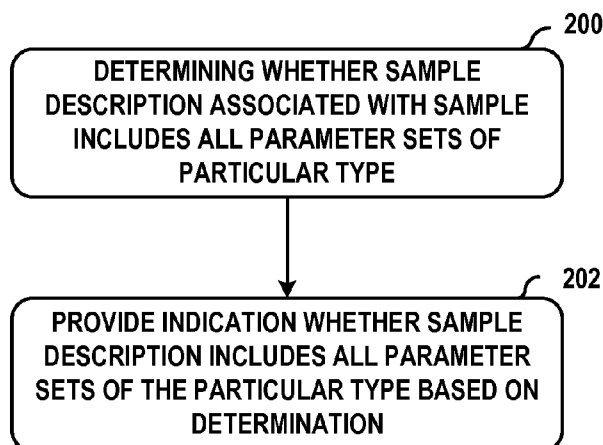 200
DETERMINING WHETHER SAMPLE
DESCRIPTION ASSOCIATED WITH SAMPLE
INCLUDES ALL PARAMETER SETS OF
PARTICULAR TYPE
202
PROVIDE INDICATION WHETHER SAMPLE
DESCRIPTION INCLUDES ALL PARAMETER
SETS OF THE PARTICULAR TYPE BASED ON
DETERMINATION